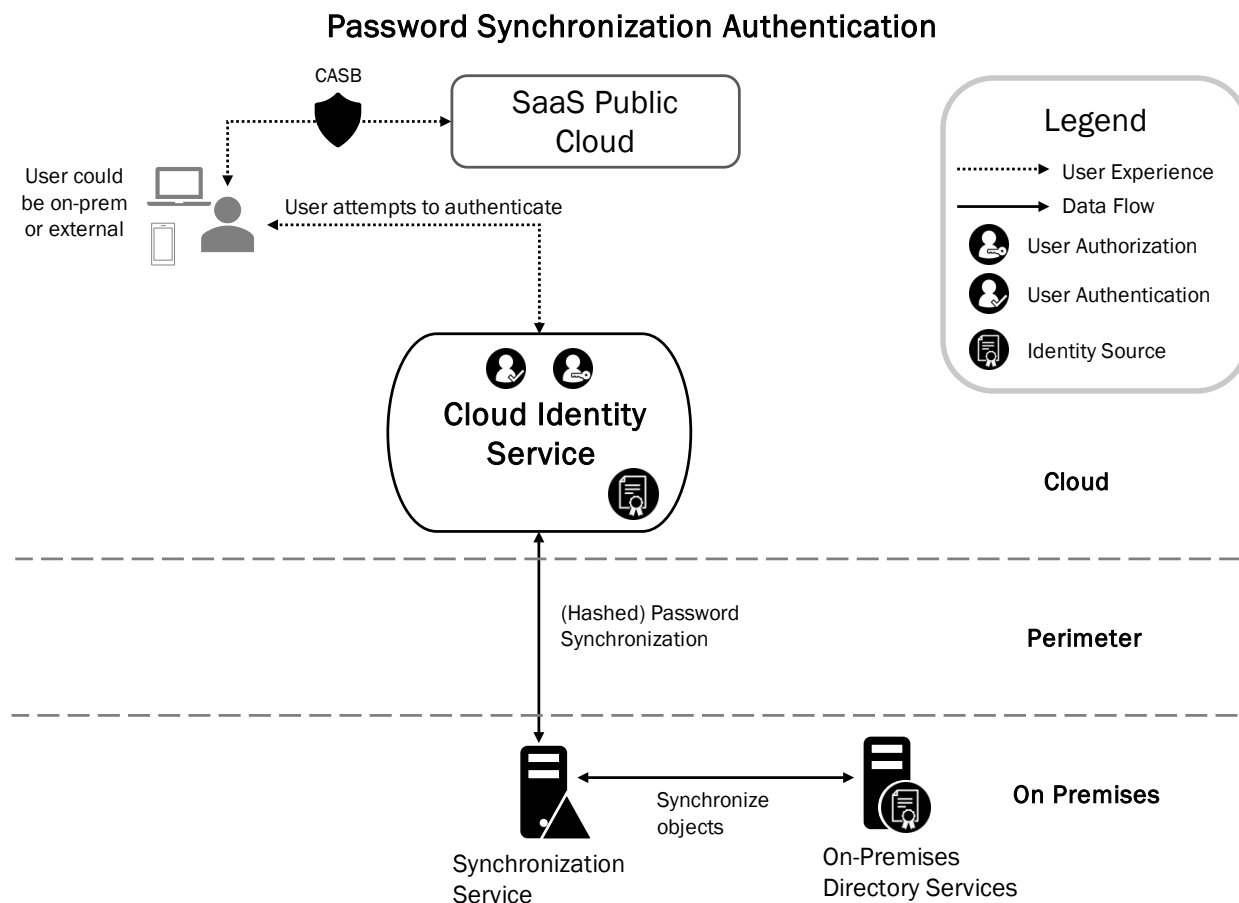 Password Synchronization Authentication
CASB
SaaS Public
Cloud
User could
be on-prem
or external
User attempts to authenticate
Legend
User Experience
Data Flow
User Authorization
User Authentication
Identity Source
Cloud Identity
Service
Cloud
(Hashed) Password
Synchronization
Perimeter
Synchronize
objects
On Premises
Synchronization
Service
On-Premises
Directory Services